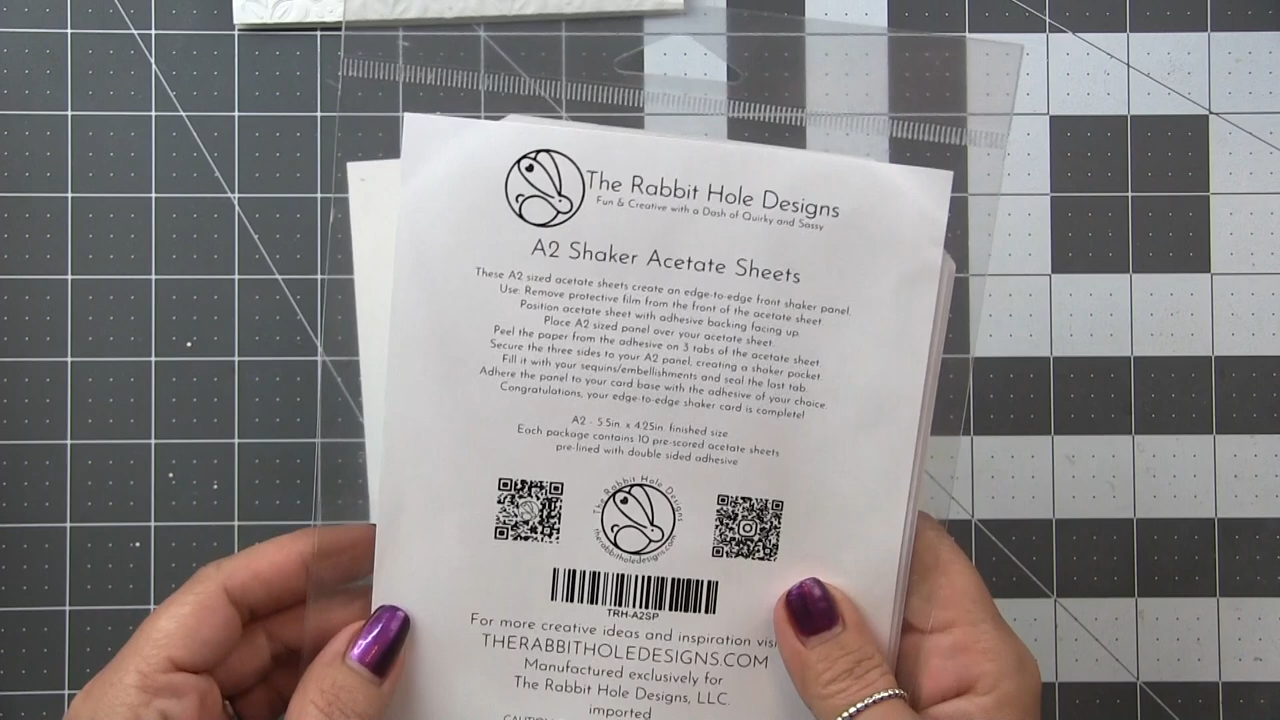 The Rabbit Hole Designs
Fun & Creative with a Dash of Quirky and Sassy
A2 Shaker Acetate Sheets
These A2 sized acetate sheets create an edge-to-edge front shaker panel.
Use: Remove protective film from the front of the acetate sheet
Position acetate sheet with adhesive backing facing up.
Place A2 sized panel over your acetate sheet.
Peel the paper from the adhesive on 3 tabs of the acetate sheet
Secure the three sides to your A2 panel, creating a shaker pocket
Fill it with your sequins/embellishments and seal the last tab.
Adhere the panel to your card base with the adhesive of your choice.
Congratulations, your edge-to-edge shaker card is complete!
A2 - 5.5in. x 4.25in. finished size
Each package contains 10 pre-scored acetate sheets
pre-lined with double sided adhesive
The Rabbit Hole Designs
therabbitholedesigns.com
TRH-A2SP
For more creative ideas and inspiration
THERABBITHOLEDESIGNS.COM
Manufactured exclusively for
The Rabbit Hole Designs, LLC.
imported